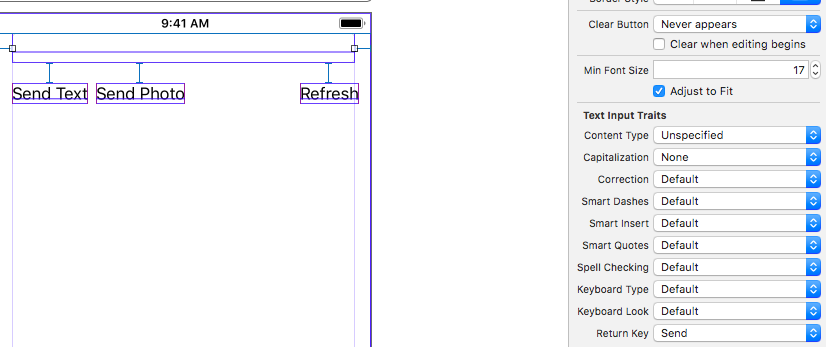 Border Style
9:41 AM
Clear Button Never appears
Clear when editing begins
Send Text Send Photo Refresh
Min Font Size 17
Adjust to Fit
Text Input Traits
Content Type Unspecified
Capitalization None
Correction Default
Smart Dashes Default
Smart Insert Default
Smart Quotes Default
Spell Checking Default
Keyboard Type Default
Keyboard Look Default
Return Key Send